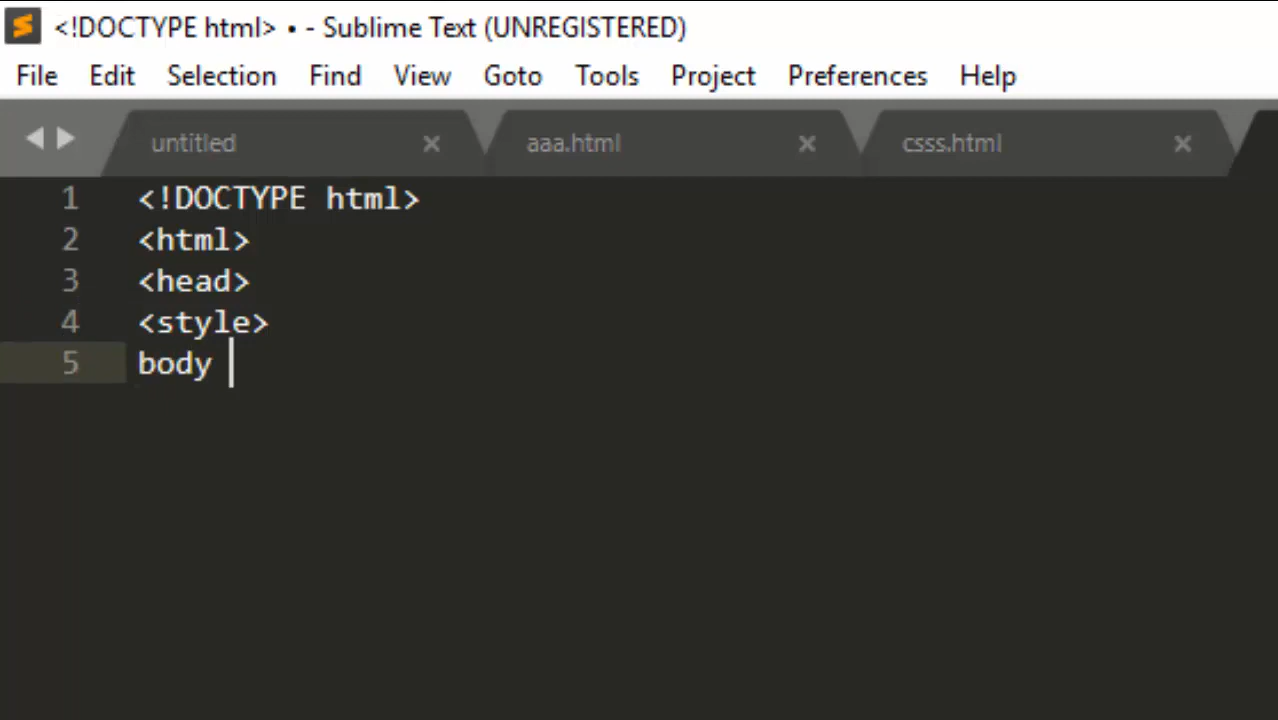 <!DOCTYPE html> • - Sublime Text (UNREGISTERED)
File Edit Selection Find View Goto Tools Project Preferences Help
untitled × aaa.html × csss.html ×
1 <!DOCTYPE html>
2 <html>
3 <head>
4 <style>
5 body